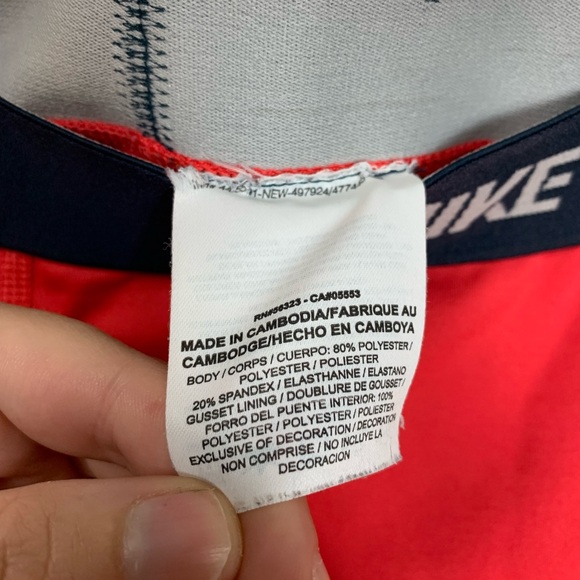 -NEW-497924/4774
NIKE
RN#56323 - CA#05553
MADE IN CAMBODIA/FABRIQUE AU
CAMBODGE/HECHO EN CAMBOYA
BODY / CORPS / CUERPO: 80% POLYESTER /
POLYESTER / POLIESTER
20% SPANDEX / ELASTHANNE / ELASTANO
GUSSET LINING / DOUBLURE DE GOUSSET /
FORRO DEL PUENTE INTERIOR: 100%
POLYESTER / POLYESTER / POLIESTER
EXCLUSIVE OF DECORATION / DECORATION
NON COMPRISE / NO INCLUYE LA
DECORACION